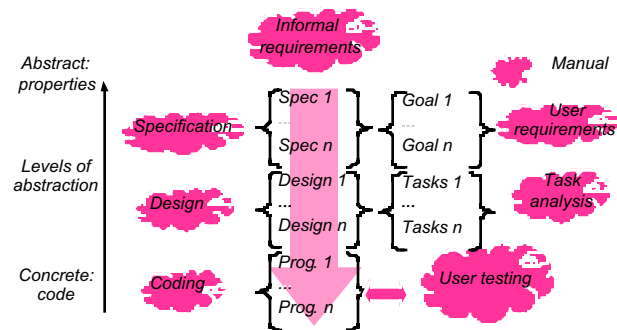 Informal
requirements
Abstract:
properties
Manual
Spec 1
...
Spec n
Goal 1
...
Goal n
Specification
User
requirements
Levels of
abstraction
Design 1
...
Design n
Tasks 1
...
Tasks n
Design
Task
analysis
Concrete:
code
Coding
Prog. 1
...
Prog. n
User testing